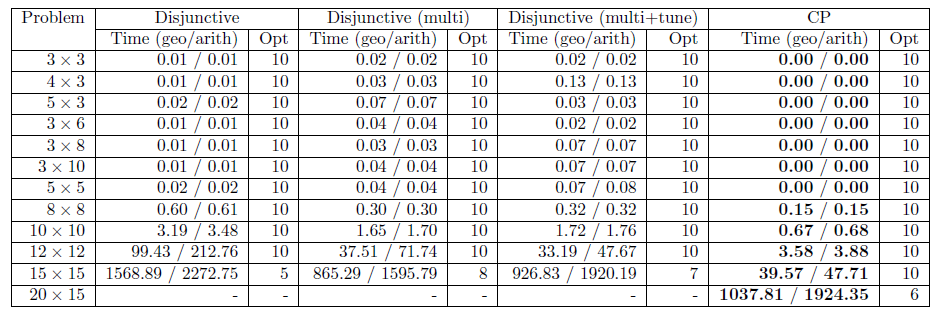 Problem Disjunctive Disjunctive (multi) Disjunctive (multi+tune) CP
Time (geo/arith) Opt Time (geo/arith) Opt Time (geo/arith) Opt Time (geo/arith) Opt
3 × 3 0.01 / 0.01 10 0.02 / 0.02 10 0.02 / 0.02 10 0.00 / 0.00 10
4 × 3 0.01 / 0.01 10 0.03 / 0.03 10 0.13 / 0.13 10 0.00 / 0.00 10
5 × 3 0.02 / 0.02 10 0.07 / 0.07 10 0.03 / 0.03 10 0.00 / 0.00 10
3 × 6 0.01 / 0.01 10 0.04 / 0.04 10 0.02 / 0.02 10 0.00 / 0.00 10
3 × 8 0.01 / 0.01 10 0.03 / 0.03 10 0.07 / 0.07 10 0.00 / 0.00 10
3 × 10 0.01 / 0.01 10 0.04 / 0.04 10 0.07 / 0.07 10 0.00 / 0.00 10
5 × 5 0.02 / 0.02 10 0.04 / 0.04 10 0.07 / 0.08 10 0.00 / 0.00 10
8 × 8 0.60 / 0.61 10 0.30 / 0.30 10 0.32 / 0.32 10 0.15 / 0.15 10
10 × 10 3.19 / 3.48 10 1.65 / 1.70 10 1.72 / 1.76 10 0.67 / 0.68 10
12 × 12 99.43 / 212.76 10 37.51 / 71.74 10 33.19 / 47.67 10 3.58 / 3.88 10
15 × 15 1568.89 / 2272.75 5 865.29 / 1595.79 8 926.83 / 1920.19 7 39.57 / 47.71 10
20 × 15 - - - - - - 1037.81 / 1924.35 6